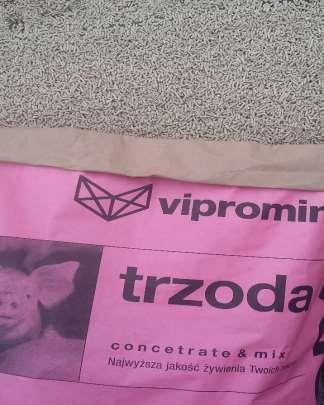 vipromin
trzoda
concetrate & mix
Najwyższa jakość żywienia Twoich